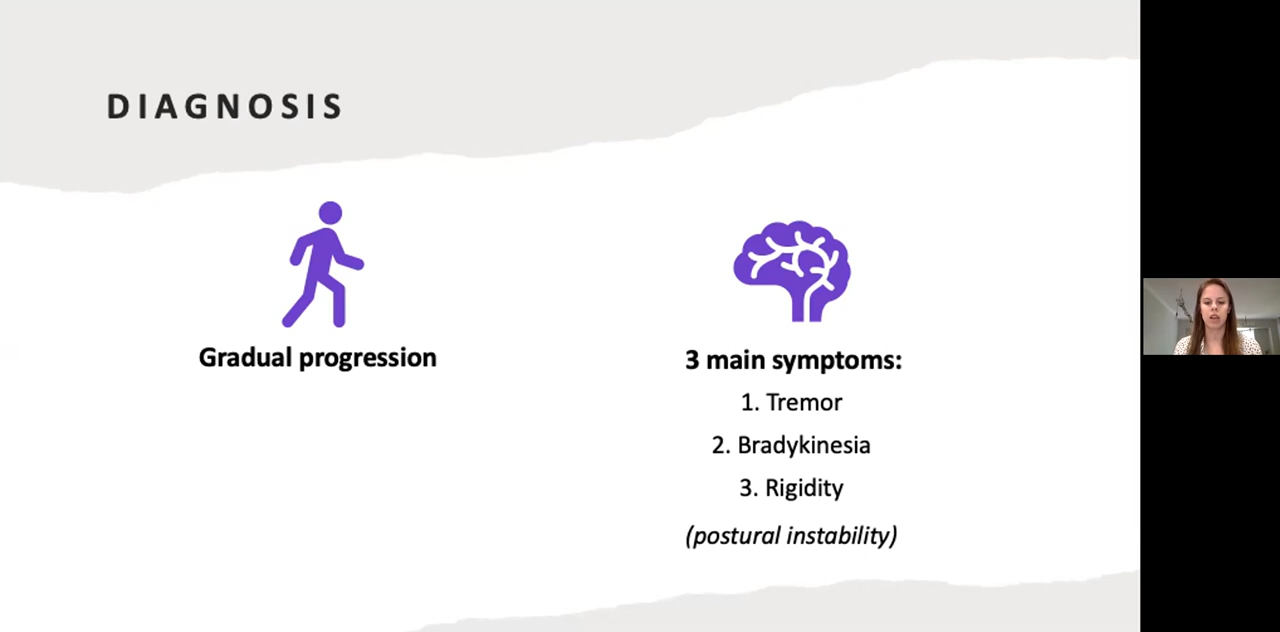 DIAGNOSIS
Gradual progression
3 main symptoms:
1. Tremor
2. Bradykinesia
3. Rigidity
(postural instability)